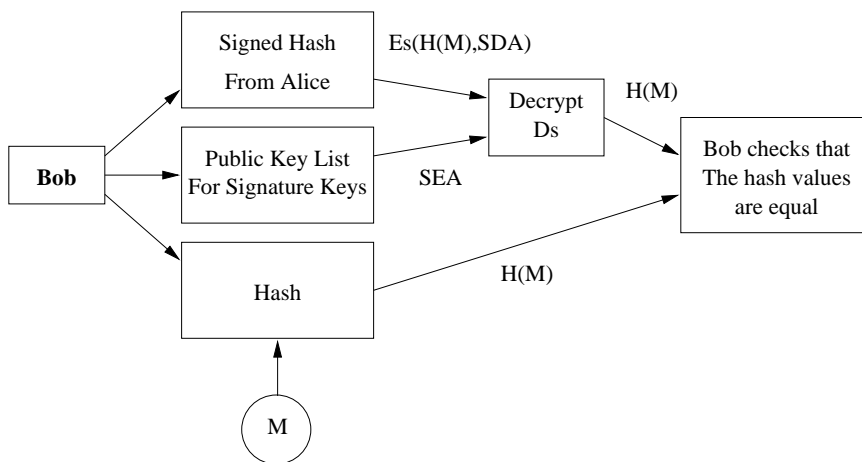 Signed Hash
From Alice
Es(H(M),SDA)
Decrypt
Ds
H(M)
Bob
Public Key List
For Signature Keys
SEA
Bob checks that
The hash values
are equal
Hash
H(M)
M